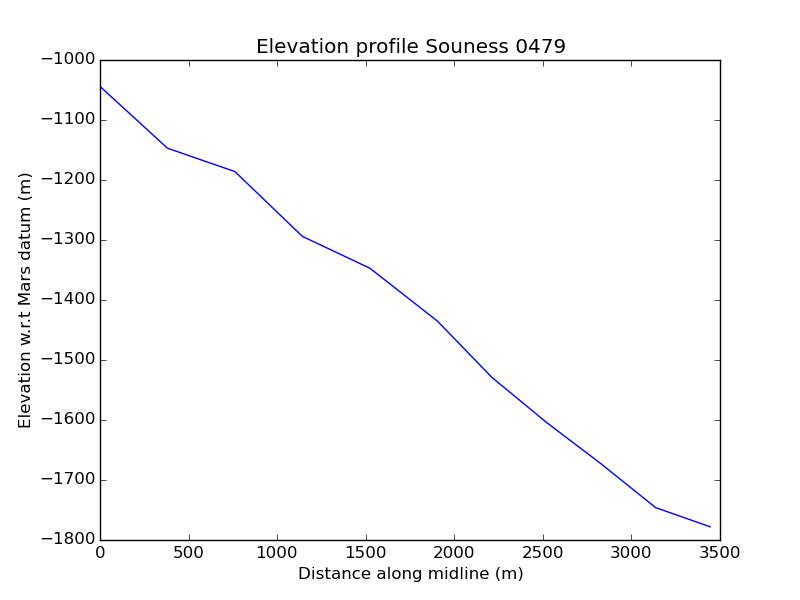 Elevation profile Souness 0479
−1000
−1100
−1200
−1300
−1400
−1500
−1600
−1700
−1800
Elevation w.r.t Mars datum (m)
0 500 1000 1500 2000 2500 3000 3500
Distance along midline (m)